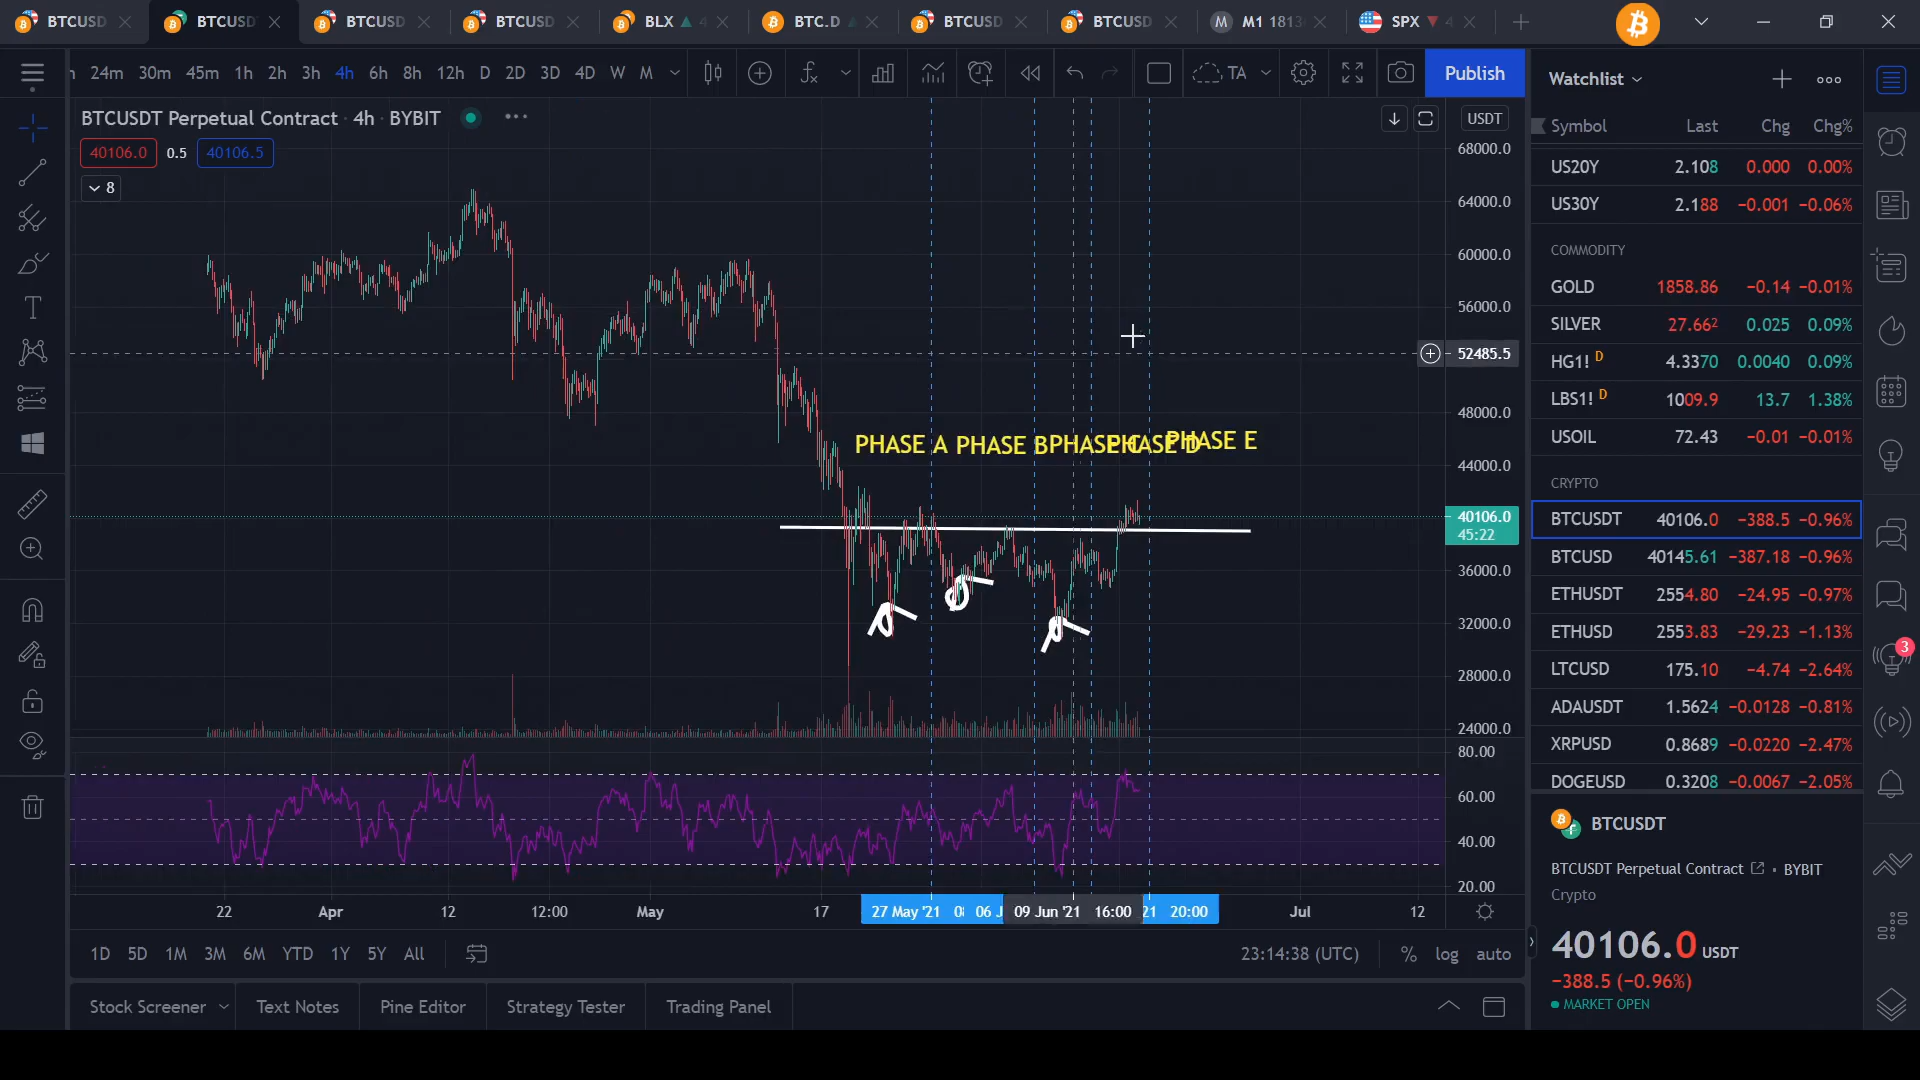 BTCUSD BTCUSD BTCUSD BTCUSD BLX 4 BTC.D BTCUSD BTCUSD M M1 1813 SPX 4
24m 30m 45m 1h 2h 3h 4h 6h 8h 12h D 2D 3D 4D W M TA Publish
BTCUSDT Perpetual Contract · 4h · BYBIT
40106.0 0.5 40106.5
8
USDT
68000.0
64000.0
60000.0
56000.0
52485.5
48000.0
44000.0
40106.0
45:22
36000.0
32000.0
28000.0
24000.0
80.00
60.00
40.00
20.00
PHASE A PHASE B PHASE C PHASE D PHASE E
22 Apr 12 12:00 May 17 27 May '21 06 J 09 Jun '21 16:00 21 20:00 Jul 12
1D 5D 1M 3M 6M YTD 1Y 5Y All 23:14:38 (UTC) % log auto
Stock Screener Text Notes Pine Editor Strategy Tester Trading Panel
Watchlist
Symbol Last Chg Chg%
US20Y 2.108 0.000 0.00%
US30Y 2.188 −0.001 −0.06%
COMMODITY
GOLD 1858.86 −0.14 −0.01%
SILVER 27.66² 0.025 0.09%
HG1! D 4.3370 0.0040 0.09%
LBS1! D 1009.9 13.7 1.38%
USOIL 72.43 −0.01 −0.01%
CRYPTO
BTCUSDT 40106.0 −388.5 −0.96%
BTCUSD 40145.61 −387.18 −0.96%
ETHUSDT 2554.80 −24.95 −0.97%
ETHUSD 2553.83 −29.23 −1.13%
LTCUSD 175.10 −4.74 −2.64%
ADAUSDT 1.5624 −0.0128 −0.81%
XRPUSD 0.8689 −0.0220 −2.47%
DOGEUSD 0.3208 −0.0067 −2.05%
BTCUSDT
BTCUSDT Perpetual Contract · BYBIT
Crypto
40106.0 USDT
−388.5 (−0.96%)
MARKET OPEN
3